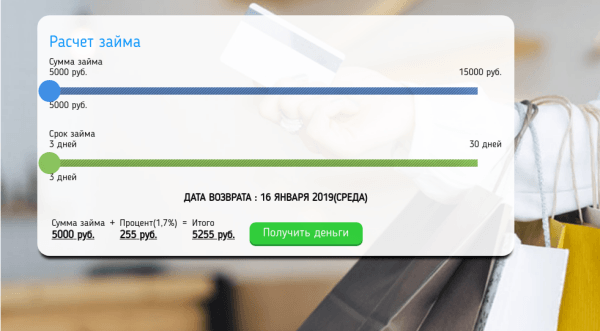 Расчет займа
Сумма займа
5000 руб. 15000 руб.
5000 руб.
Срок займа
3 дней 30 дней
3 дней
ДАТА ВОЗВРАТА : 16 ЯНВАРЯ 2019(СРЕДА)
Сумма займа + Процент(1,7%) = Итого
5000 руб. 255 руб. 5255 руб. Получить деньги